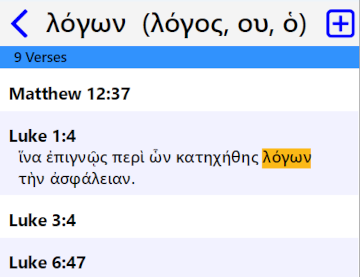 λόγων (λόγος, ου, ὁ)
9 Verses
Matthew 12:37
Luke 1:4
ἵνα ἐπιγνῷς περὶ ὧν κατηχήθης λόγων
τὴν ἀσφάλειαν.
Luke 3:4
Luke 6:47